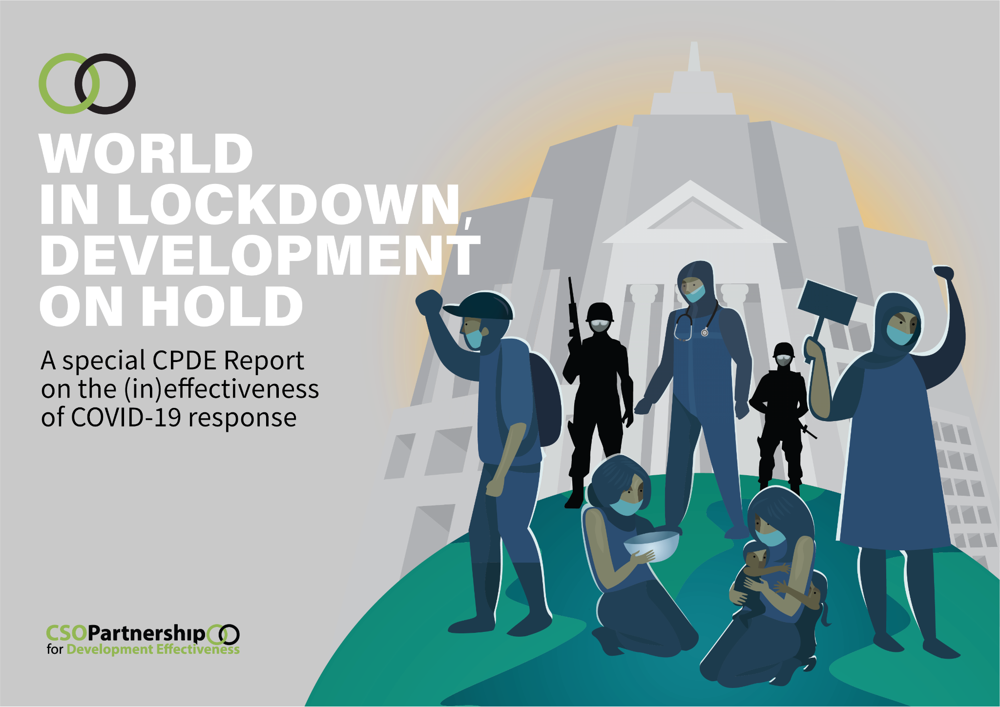 WORLD
IN LOCKDOWN,
DEVELOPMENT
ON HOLD
A special CPDE Report
on the (in)effectiveness
of COVID-19 response
CSOPartnership
for Development Effectiveness